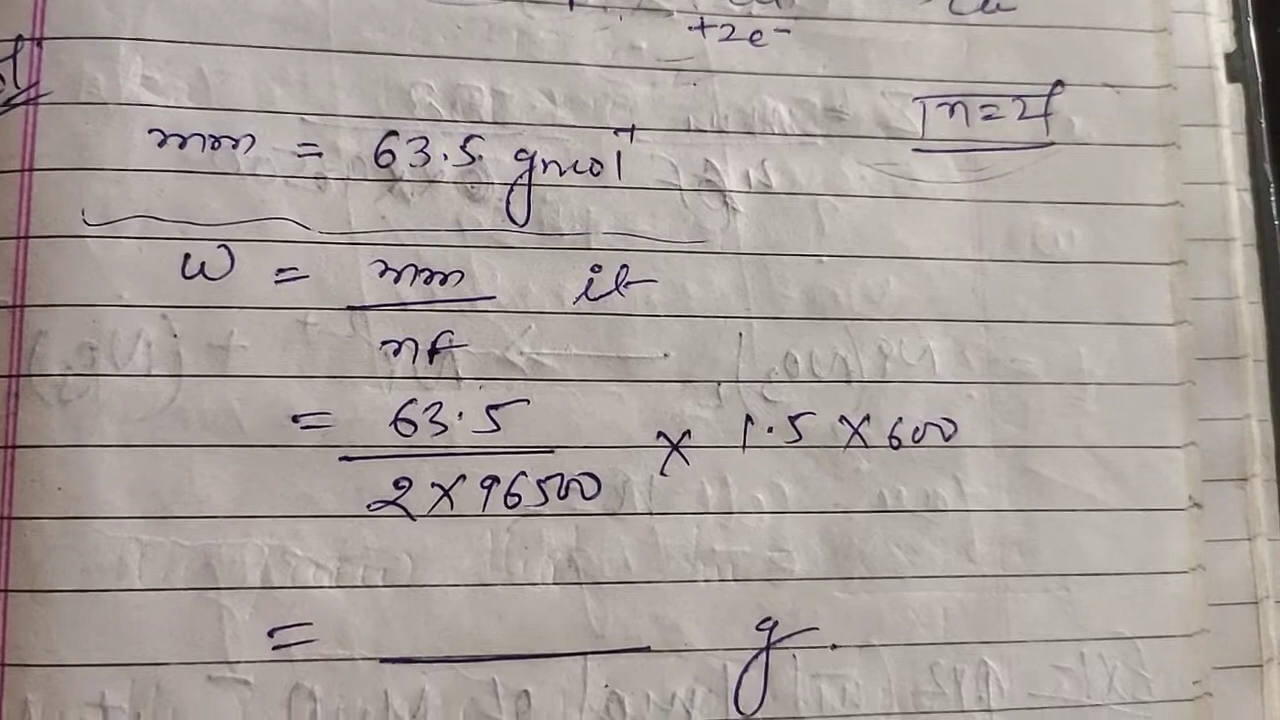 +2e⁻
n=2
mm = 63.5 gmol⁻¹
w = mm it
nF
= 63.5 × 1.5 × 600
2 × 96500
= ______ g.